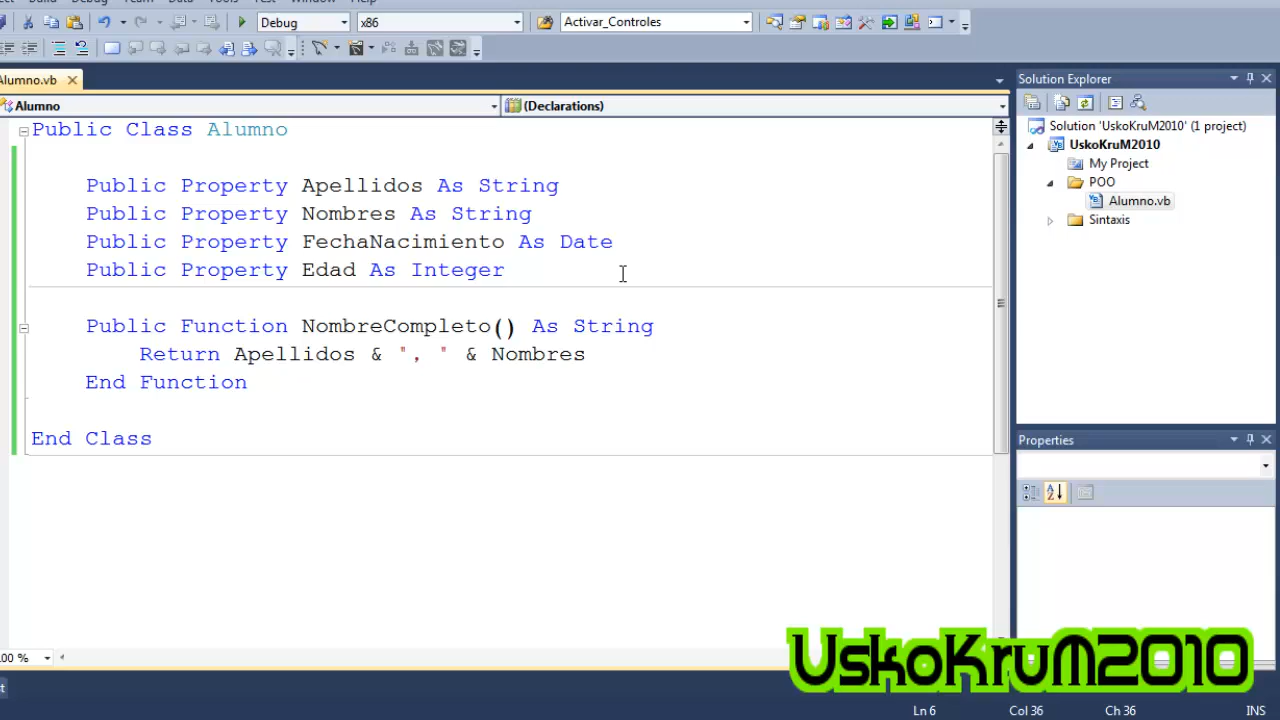 Debug
x86
Activar_Controles
Alumno.vb
Alumno
(Declarations)
Public Class Alumno
Public Property Apellidos As String
Public Property Nombres As String
Public Property FechaNacimiento As Date
Public Property Edad As Integer
Public Function NombreCompleto() As String
Return Apellidos & ", " & Nombres
End Function
End Class
Solution Explorer
Solution 'UskoKruM2010' (1 project)
UskoKruM2010
My Project
POO
Alumno.vb
Sintaxis
Properties
UskoKruM2010
Ln 6
Col 36
Ch 36
INS